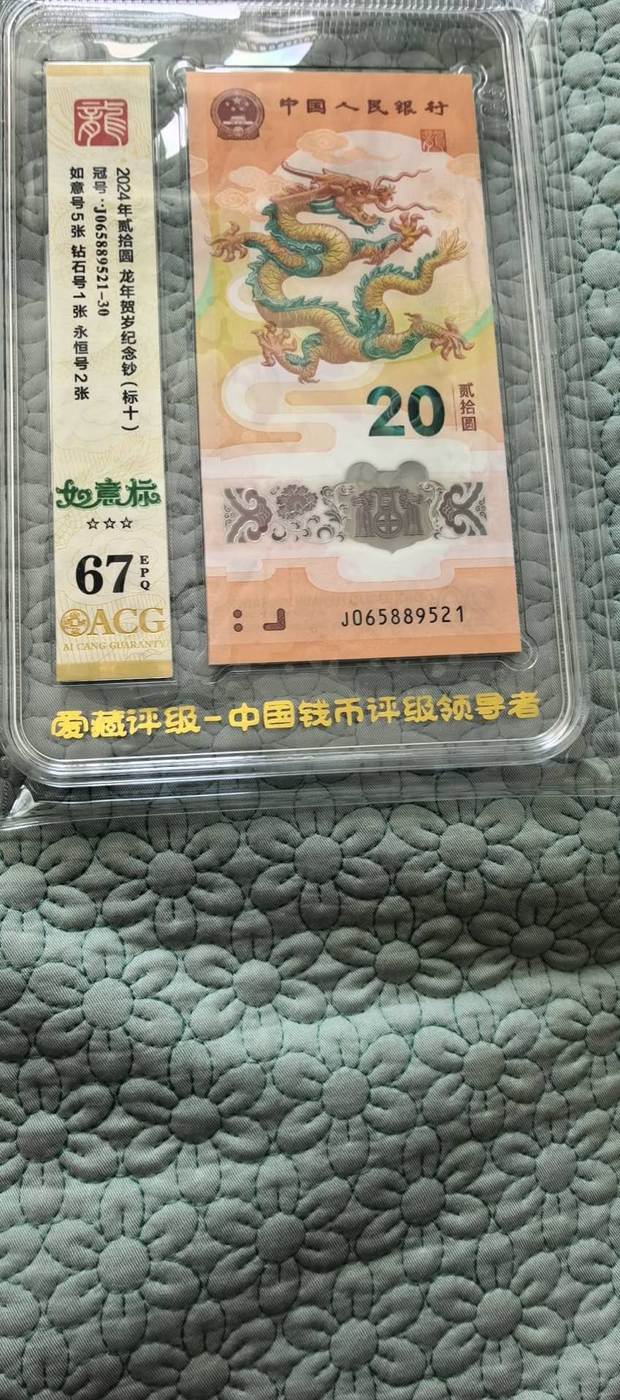 龍
2024年贰拾圆 龙年贺岁纪念钞(标十)
冠号:J065889521-30
如意号5张 钻石号1张 永恒号2张
如意标
☆☆☆
67 EPQ
ACG
AI CANG GUARANTY
中国人民银行
龍
20 贰拾圆
J065889521
爱藏评级-中国钱币评级领导者